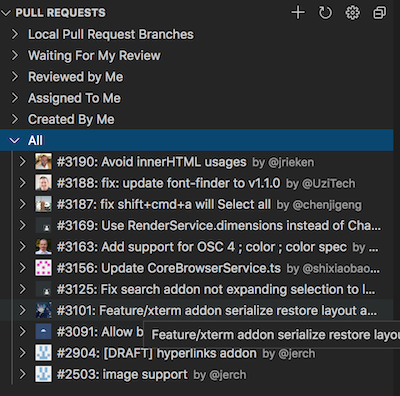 PULL REQUESTS
Local Pull Request Branches
Waiting For My Review
Reviewed by Me
Assigned To Me
Created By Me
All
#3190: Avoid innerHTML usages by @jrieken
#3188: fix: update font-finder to v1.1.0 by @UziTech
#3187: fix shift+cmd+a will Select all by @chenjigeng
#3169: Use RenderService.dimensions instead of Cha...
#3163: Add support for OSC 4 ; color ; color spec by ...
#3156: Update CoreBrowserService.ts by @shixiaobao...
#3125: Fix search addon not expanding selection to l...
#3101: Feature/xterm addon serialize restore layout a...
#3091: Allow b
Feature/xterm addon serialize restore layou
#2904: [DRAFT] hyperlinks addon by @jerch
#2503: image support by @jerch